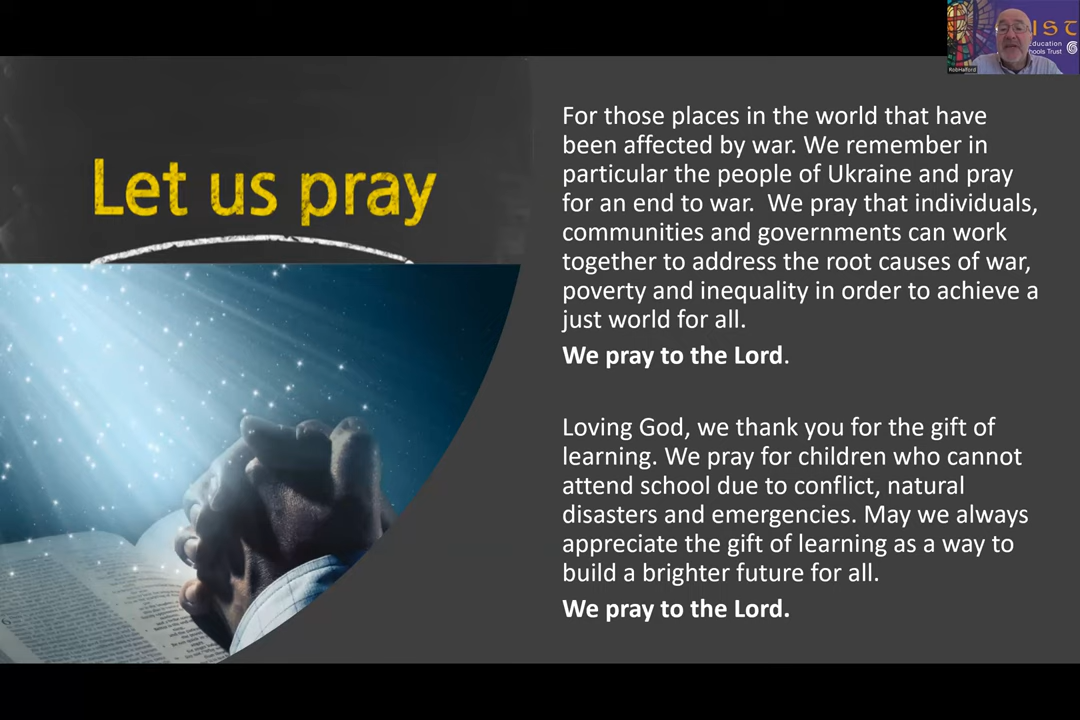 Let us pray
For those places in the world that have
been affected by war. We remember in
particular the people of Ukraine and pray
for an end to war.  We pray that individuals,
communities and governments can work
together to address the root causes of war,
poverty and inequality in order to achieve a
just world for all.
We pray to the Lord.
Loving God, we thank you for the gift of
learning. We pray for children who cannot
attend school due to conflict, natural
disasters and emergencies. May we always
appreciate the gift of learning as a way to
build a brighter future for all.
We pray to the Lord.
IST
Education
hools Trust
RobHalford